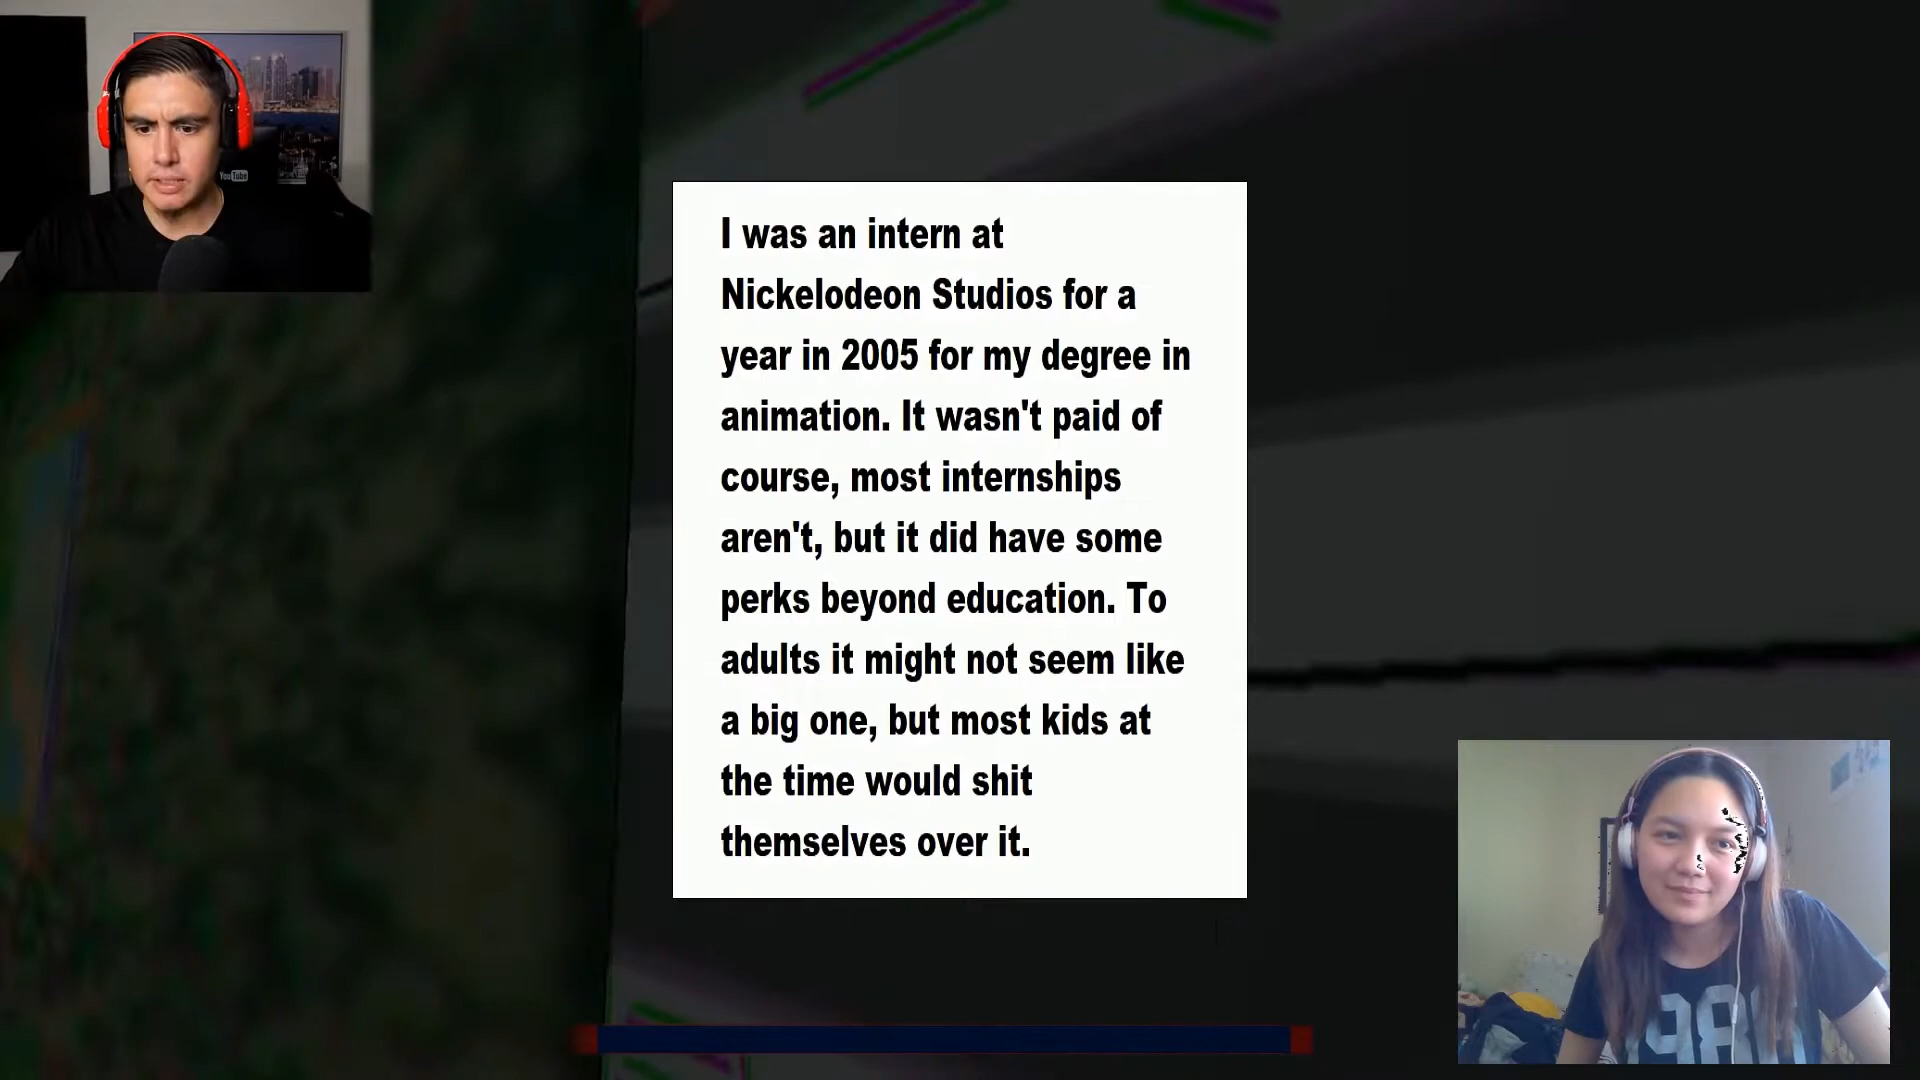 YouTube
I was an intern at
Nickelodeon Studios for a
year in 2005 for my degree in
animation. It wasn't paid of
course, most internships
aren't, but it did have some
perks beyond education. To
adults it might not seem like
a big one, but most kids at
the time would shit
themselves over it.